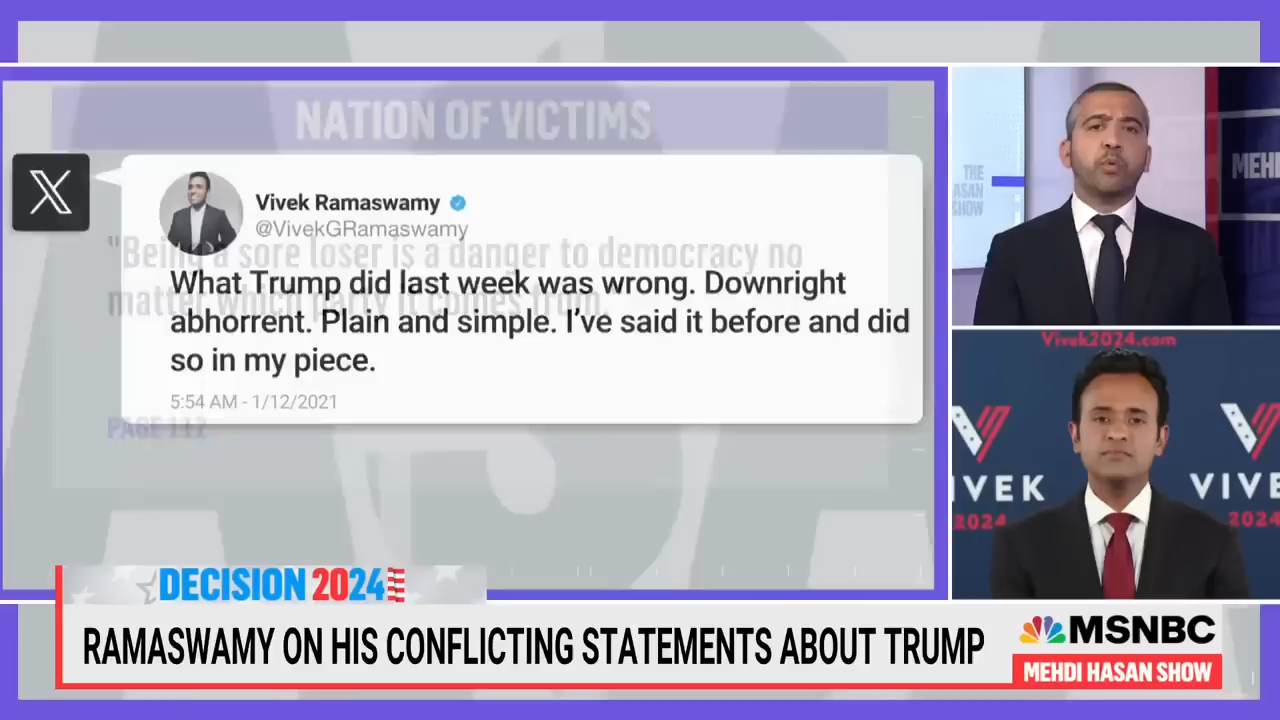 NATION OF VICTIMS
X
Vivek Ramaswamy
@VivekGRamaswamy
"Being a sore loser is a danger to democracy no
matter which party it comes from.
What Trump did last week was wrong. Downright
abhorrent. Plain and simple. I've said it before and did
so in my piece.
5:54 AM - 1/12/2021
PAGE 112
THE
HASAN
SHOW
MEH
Vivek2024.com
VIVEK
2024
VIVE
2024
DECISION 2024
RAMASWAMY ON HIS CONFLICTING STATEMENTS ABOUT TRUMP
MSNBC
MEHDI HASAN SHOW